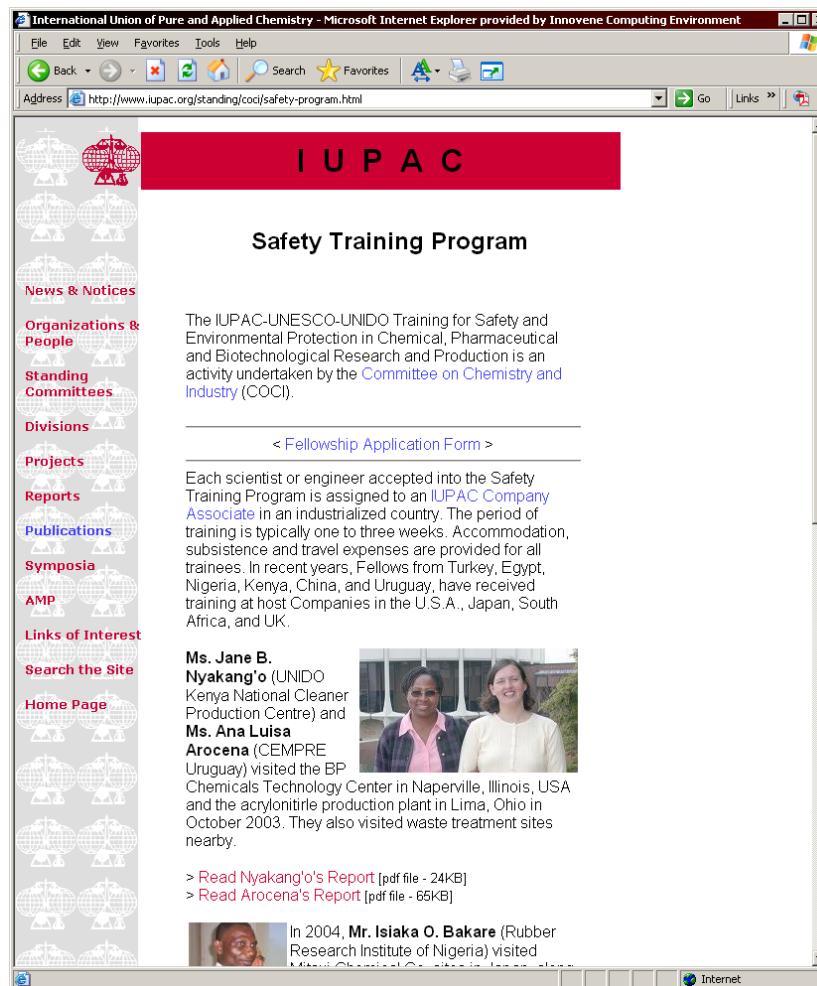 International Union of Pure and Applied Chemistry - Microsoft Internet Explorer provided by Innovene Computing Environment
File Edit View Favorites Tools Help
Back Search Favorites
Address http://www.iupac.org/standing/coci/safety-program.html Go Links »
I U P A C
Safety Training Program
News & Notices
Organizations &
People
Standing
Committees
Divisions
Projects
Reports
Publications
Symposia
AMP
Links of Interest
Search the Site
Home Page
The IUPAC-UNESCO-UNIDO Training for Safety and
Environmental Protection in Chemical, Pharmaceutical
and Biotechnological Research and Production is an
activity undertaken by the Committee on Chemistry and
Industry (COCI).
< Fellowship Application Form >
Each scientist or engineer accepted into the Safety
Training Program is assigned to an IUPAC Company
Associate in an industrialized country. The period of
training is typically one to three weeks. Accommodation,
subsistence and travel expenses are provided for all
trainees. In recent years, Fellows from Turkey, Egypt,
Nigeria, Kenya, China, and Uruguay, have received
training at host Companies in the U.S.A., Japan, South
Africa, and UK.
Ms. Jane B.
Nyakang'o (UNIDO
Kenya National Cleaner
Production Centre) and
Ms. Ana Luisa
Arocena (CEMPRE
Uruguay) visited the BP
Chemicals Technology Center in Naperville, Illinois, USA
and the acrylonitirle production plant in Lima, Ohio in
October 2003. They also visited waste treatment sites
nearby.
> Read Nyakang'o's Report [pdf file - 24KB]
> Read Arocena's Report [pdf file - 65KB]
In 2004, Mr. Isiaka O. Bakare (Rubber
Research Institute of Nigeria) visited
Mitsui Chemical Co. sites in Japan, along
Internet